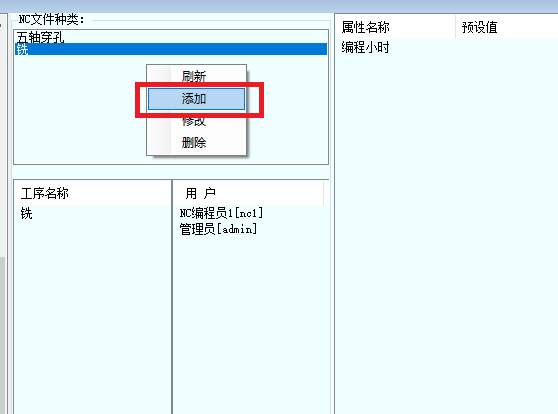 NC文件种类:
五轴穿孔
铣
刷新
添加
修改
删除
工序名称
铣
用 户
NC编程员1[nc1]
管理员[admin]
属性名称 预设值
编程小时